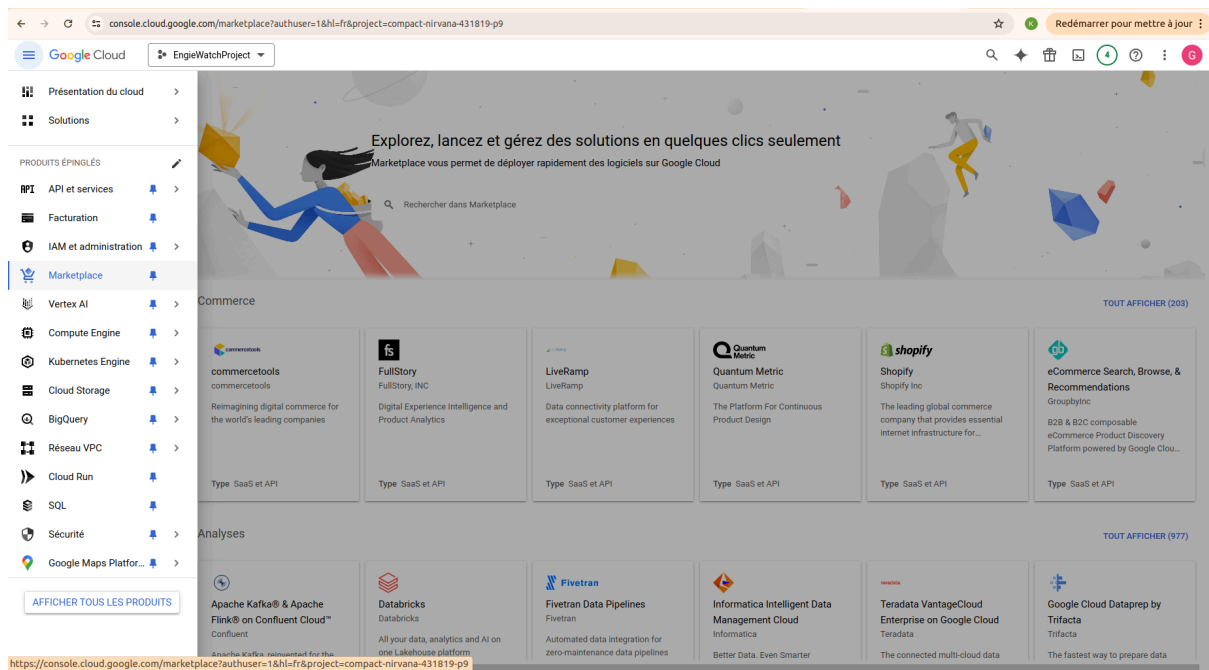 console.cloud.google.com/marketplace?authuser=1&hl=fr&project=compact-nirvana-431819-p9
K
Redémarrer pour mettre à jour
Google Cloud
EngieWatchProject
4
G
Présentation du cloud
Solutions
PRODUITS ÉPINGLÉS
API API et services
Facturation
IAM et administration
Marketplace
Vertex AI
Compute Engine
Kubernetes Engine
Cloud Storage
BigQuery
Réseau VPC
Cloud Run
SQL
Sécurité
Google Maps Platfor...
AFFICHER TOUS LES PRODUITS
Explorez, lancez et gérez des solutions en quelques clics seulement
Marketplace vous permet de déployer rapidement des logiciels sur Google Cloud
Rechercher dans Marketplace
Commerce
TOUT AFFICHER (203)
commercetools
commercetools
commercetools
Reimagining digital commerce for
the world's leading companies
Type SaaS et API
fs
FullStory
FullStory, INC
Digital Experience Intelligence and
Product Analytics
Type SaaS et API
LiveRamp
LiveRamp
Data connectivity platform for
exceptional customer experiences
Type SaaS et API
Quantum
Metric
Quantum Metric
Quantum Metric
The Platform For Continuous
Product Design
Type SaaS et API
shopify
Shopify
Shopify Inc
The leading global commerce
company that provides essential
internet infrastructure for...
Type SaaS et API
gb
eCommerce Search, Browse, &
Recommendations
GroupbyInc
B2B & B2C composable
eCommerce Product Discovery
Platform powered by Google Clou...
Type SaaS et API
Analyses
TOUT AFFICHER (977)
Apache Kafka® & Apache
Flink® on Confluent Cloud™
Confluent
Apache Kafka, reinvented for the
Databricks
Databricks
All your data, analytics and AI on
one Lakehouse platform
Fivetran
Fivetran Data Pipelines
Fivetran
Automated data integration for
zero-maintenance data pipelines
Informatica Intelligent Data
Management Cloud
Informatica
Better Data. Even Smarter
teradata.
Teradata VantageCloud
Enterprise on Google Cloud
Teradata
The connected multi-cloud data
Google Cloud Dataprep by
Trifacta
Trifacta
The fastest way to prepare data
https://console.cloud.google.com/marketplace?authuser=1&hl=fr&project=compact-nirvana-431819-p9